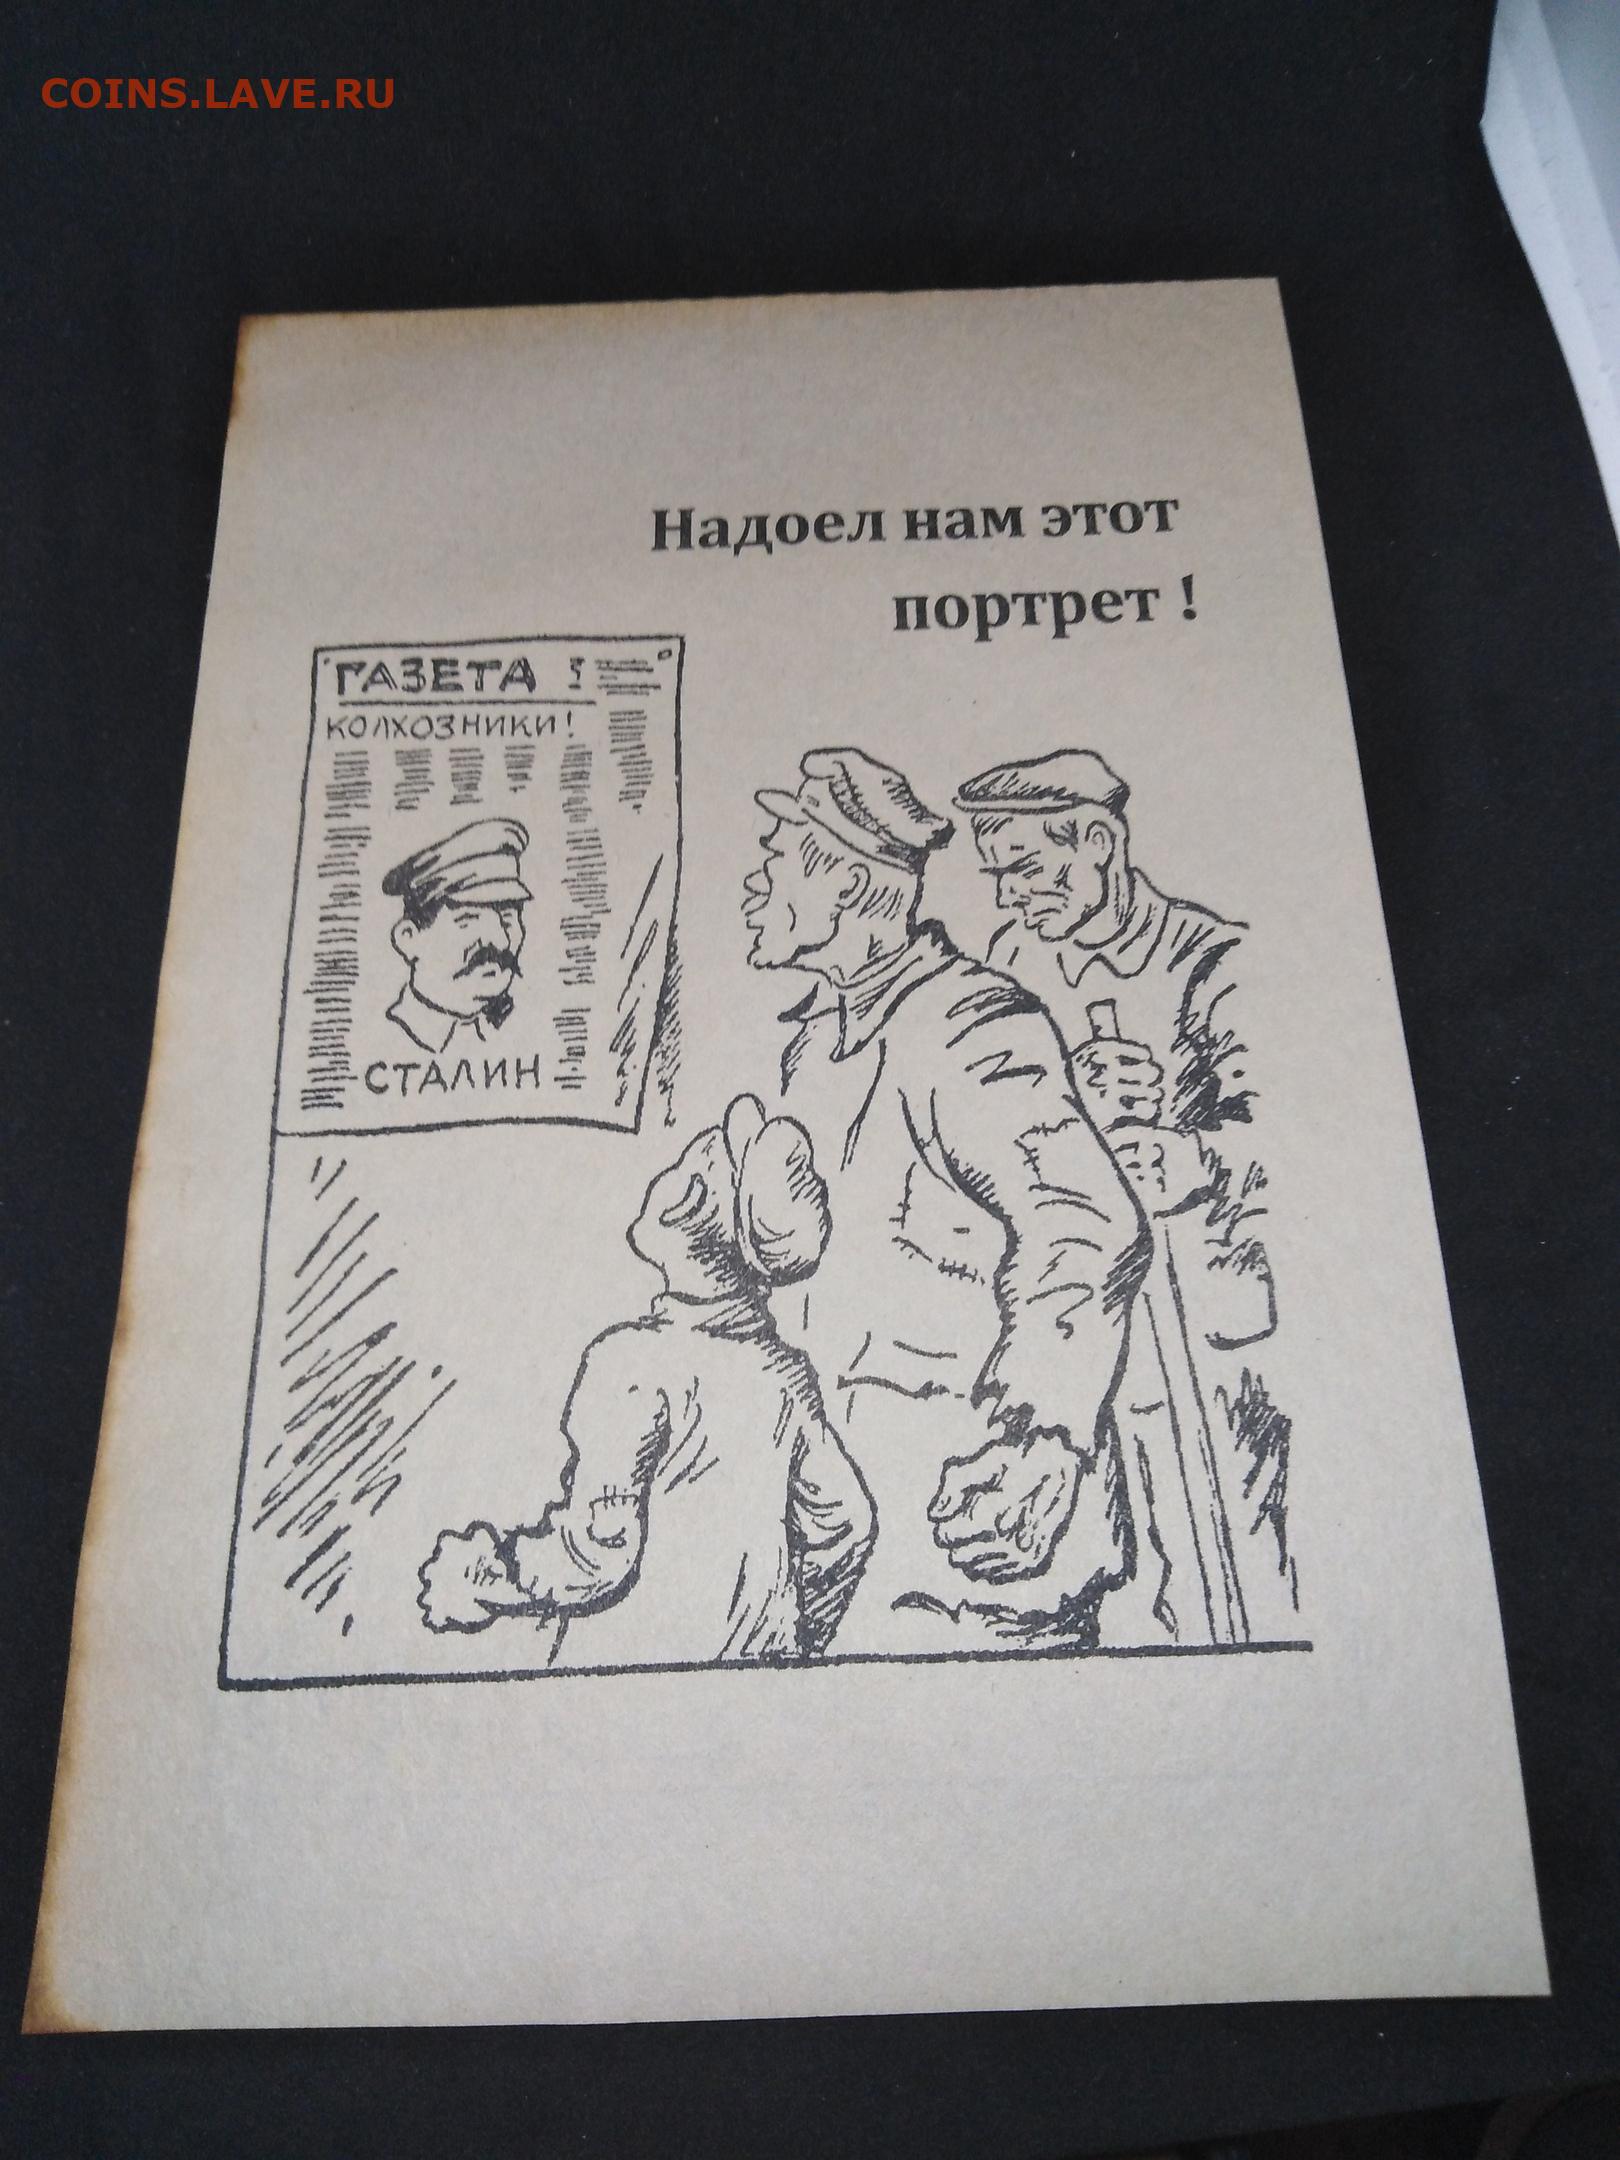 COINS.LAVE.RU
Надоел нам этот
портрет !
ГАЗЕТА
КОЛХОЗНИКИ!
СТАЛИН